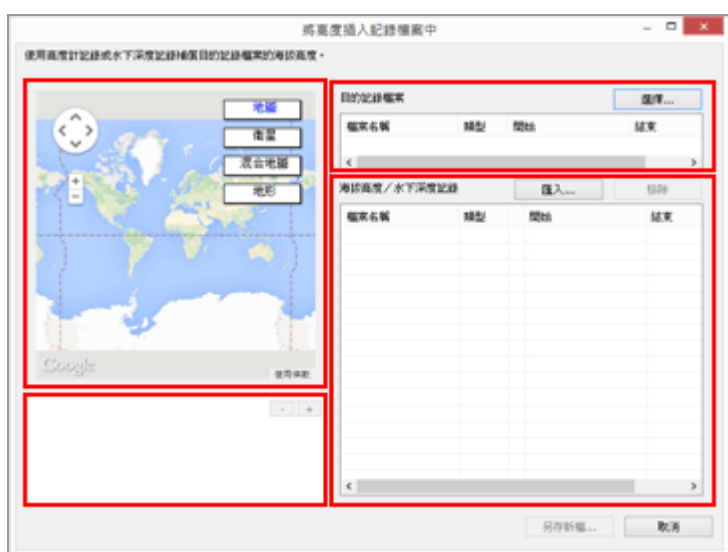 將高度插入記錄檔案中
使用高度計記錄或水下深度記錄補償目的記錄檔案的海拔高度。
地圖
衛星
混合地圖
地形
Google
使用條款
- +
目的記錄檔案 選擇...
檔案名稱 類型 開始 結束
海拔高度／水下深度記錄 匯入... 移除
檔案名稱 類型 開始 結束
另存新檔... 取消